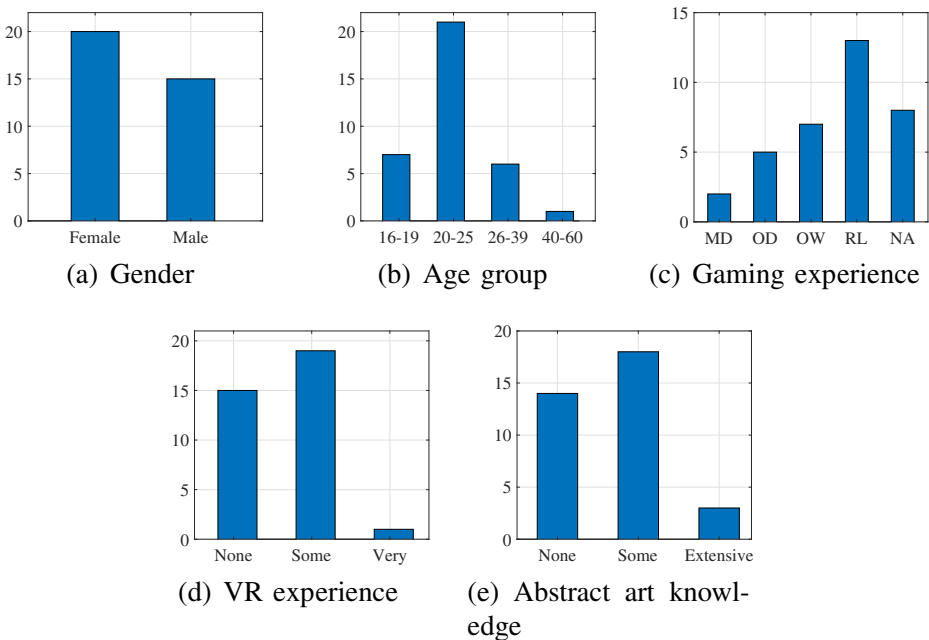 20
15
10
5
0
Female Male
(a) Gender
20
15
10
5
0
16-19 20-25 26-39 40-60
(b) Age group
15
10
5
0
MD OD OW RL NA
(c) Gaming experience
20
15
10
5
0
None Some Very
(d) VR experience
20
15
10
5
0
None Some Extensive
(e) Abstract art knowl-
edge